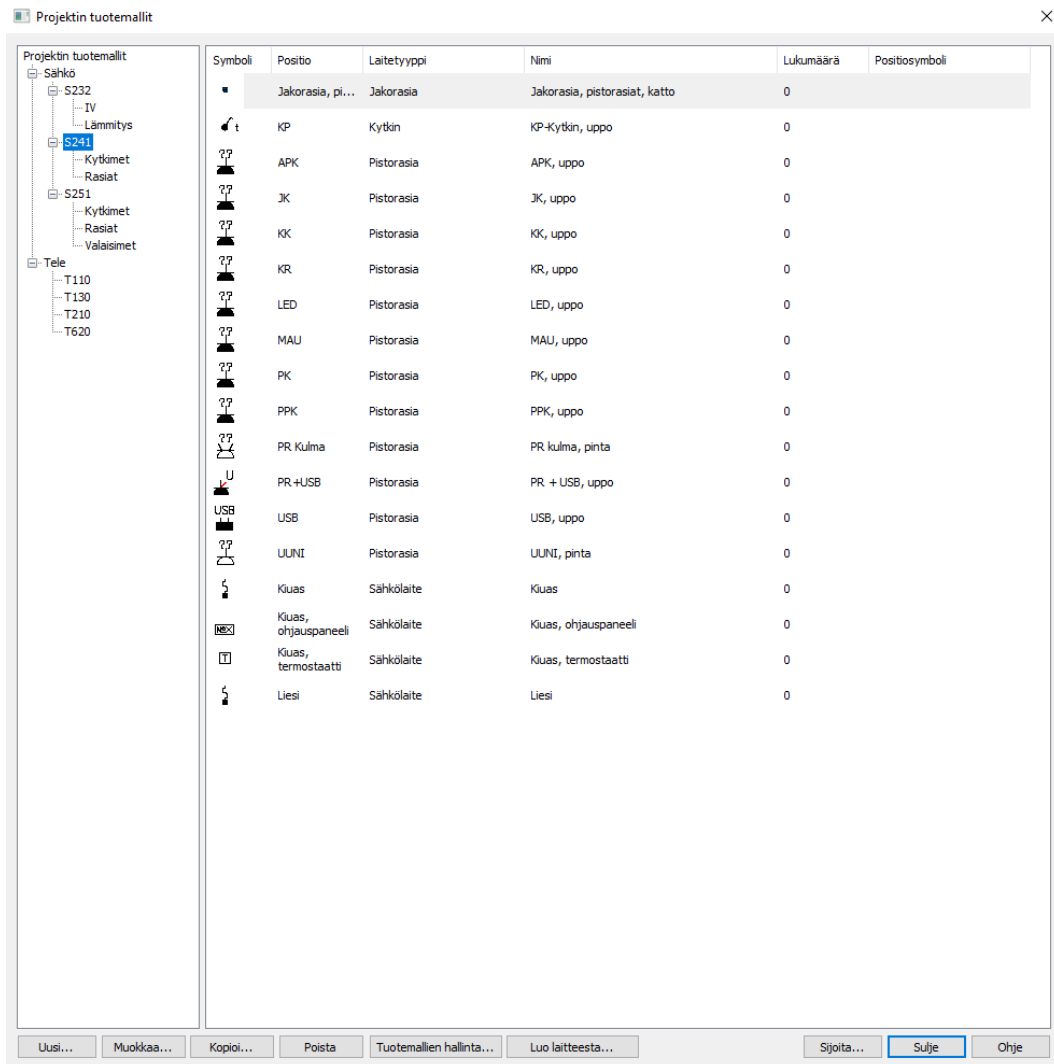 Projektin tuotemallit
Projektin tuotemallit
Sähkö
S232
IV
Lämmitys
S241
Kytkimet
Rasiat
S251
Kytkimet
Rasiat
Valaisimet
Tele
T110
T130
T210
T620
Symboli Positio Laitetyyppi Nimi Lukumäärä Positiosymboli
Jakorasia, pi... Jakorasia Jakorasia, pistorasiat, katto 0
t KP Kytkin KP-Kytkin, uppo 0
?? APK Pistorasia APK, uppo 0
?? JK Pistorasia JK, uppo 0
?? KK Pistorasia KK, uppo 0
?? KR Pistorasia KR, uppo 0
?? LED Pistorasia LED, uppo 0
?? MAU Pistorasia MAU, uppo 0
?? PK Pistorasia PK, uppo 0
?? PPK Pistorasia PPK, uppo 0
?? PR Kulma Pistorasia PR kulma, pinta 0
U PR+USB Pistorasia PR + USB, uppo 0
USB USB Pistorasia USB, uppo 0
?? UUNI Pistorasia UUNI, pinta 0
Kiuas Sähkölaite Kiuas 0
Kiuas,
ohjauspaneeli Sähkölaite Kiuas, ohjauspaneeli 0
Kiuas,
T termostaatti Sähkölaite Kiuas, termostaatti 0
Liesi Sähkölaite Liesi 0
Uusi... Muokkaa... Kopioi... Poista Tuotemallien hallinta... Luo laitteesta... Sijoita... Sulje Ohje